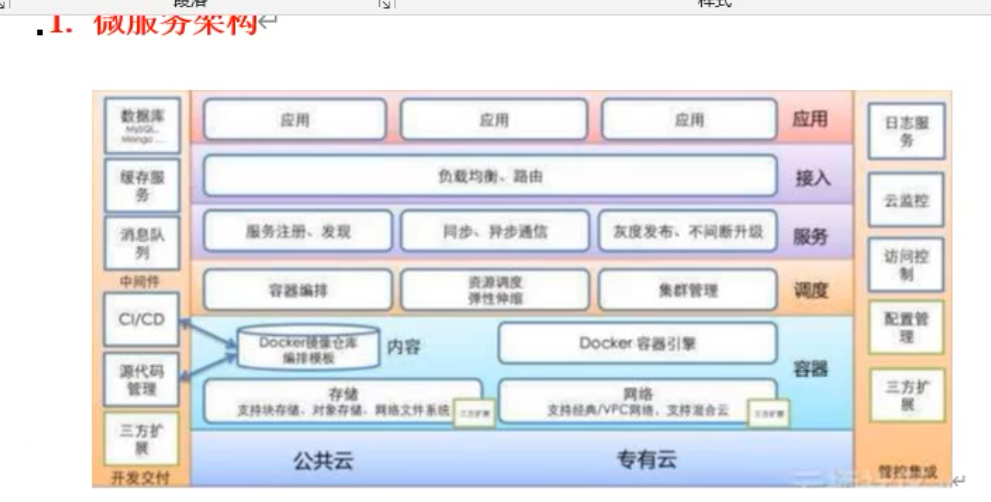 段落
样式
1. 微服务架构
数据库
MySQL,
Mongo ...
缓存服
务
消息队
列
中间件
CI/CD
源代码
管理
三方扩
展
开发交付
应用
应用
应用
应用
负载均衡、路由
接入
服务注册、发现
同步、异步通信
灰度发布、不间断升级
服务
容器编排
资源调度
弹性伸缩
集群管理
调度
Docker镜像仓库
编排模板
内容
Docker 容器引擎
容器
存储
支持块存储、对象存储、网络文件系统
三方扩展
网络
支持经典/VPC网络，支持混合云
三方扩展
公共云
专有云
日志服
务
云监控
访问控
制
配置管
理
三方扩
展
管控集成